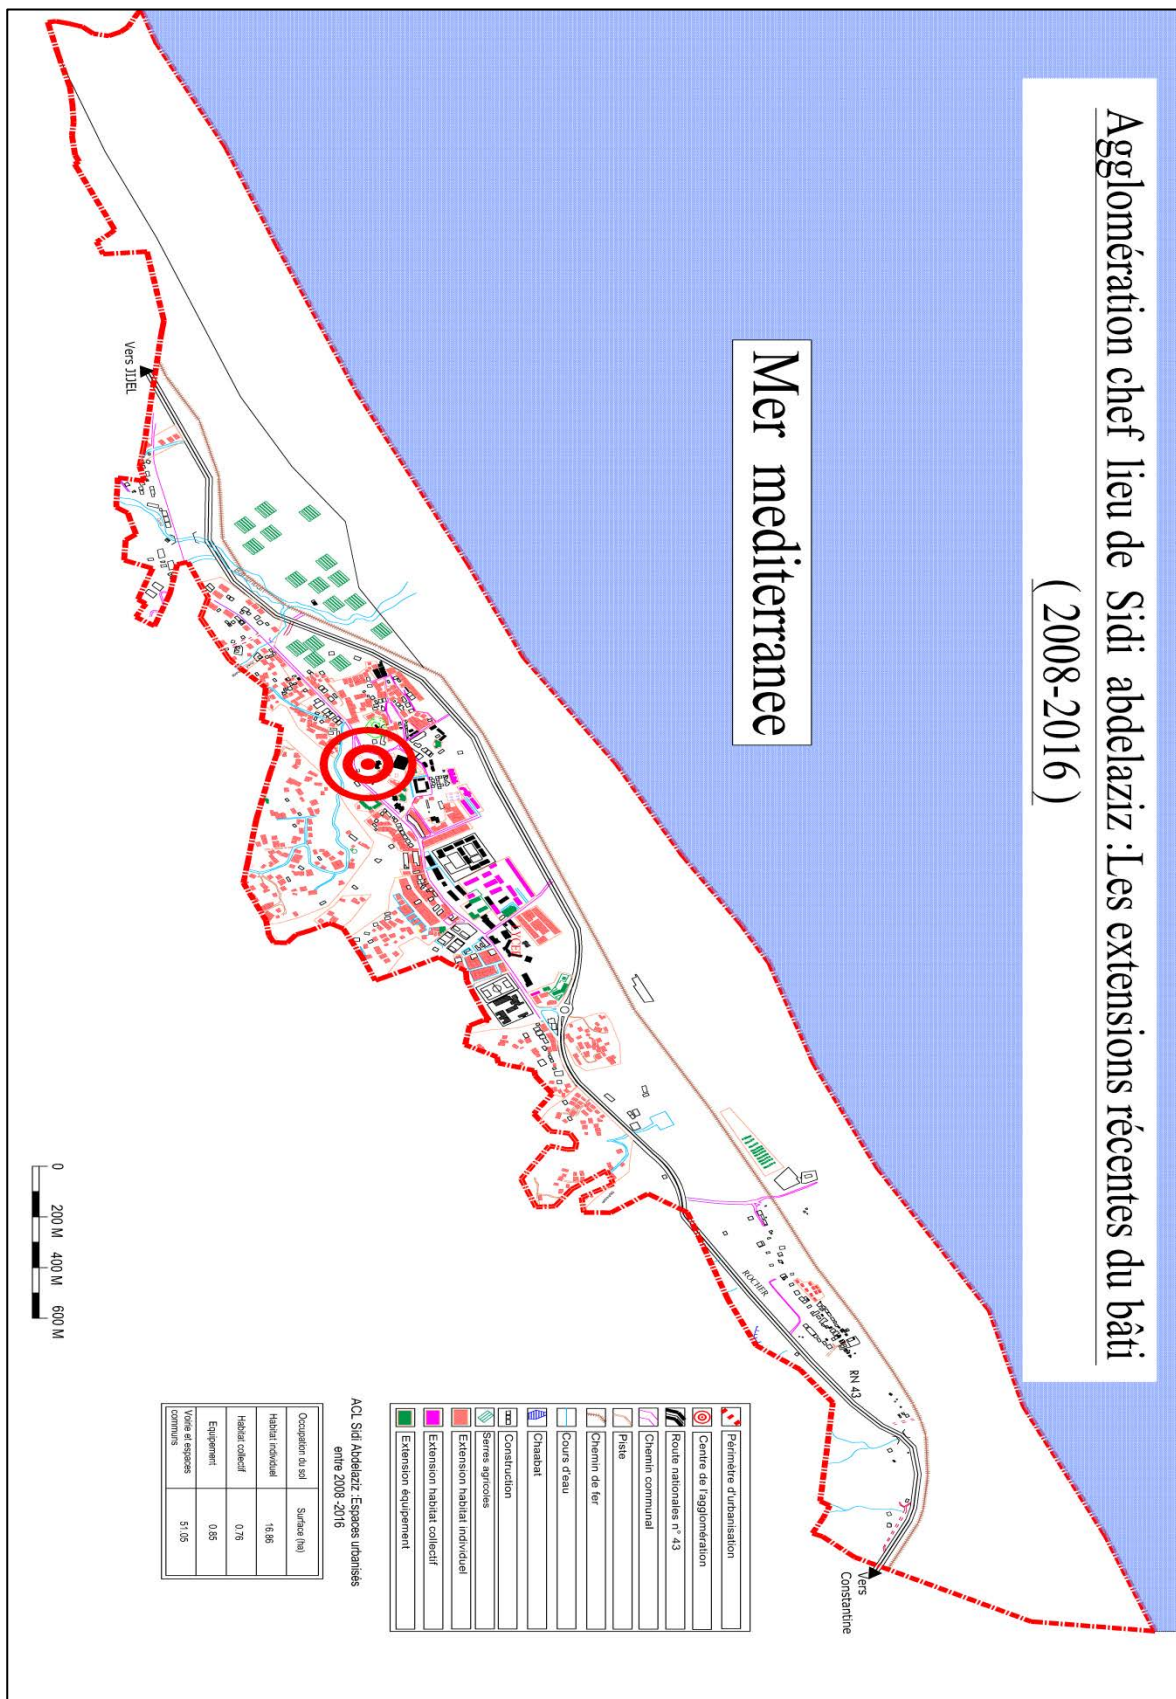 Agglomération chef lieu de Sidi abdelaziz :Les extensions récentes du bâti
( 2008-2016 )
Mer mediterranee
Vers JIJEL
ROCHER
RN 43
Vers
Constantine
Périmètre d'urbanisation
Centre de l'agglomération
Route nationales n° 43
Chemin communal
Piste
Chemin de fer
Cours d'eau
Chaabat
Construction
Serres agricoles
Extension habitat individuel
Extension habitat collectif
Extension équipement
ACL Sidi Abdelaziz :Espaces urbanisés
entre 2008 -2016
Occupation du sol Surface (ha)
Habitat individuel 16.86
Habitat collectif 0.76
Equipement 0.85
Voirie et espaces
communs 51.05
0 200 M 400 M 600 M